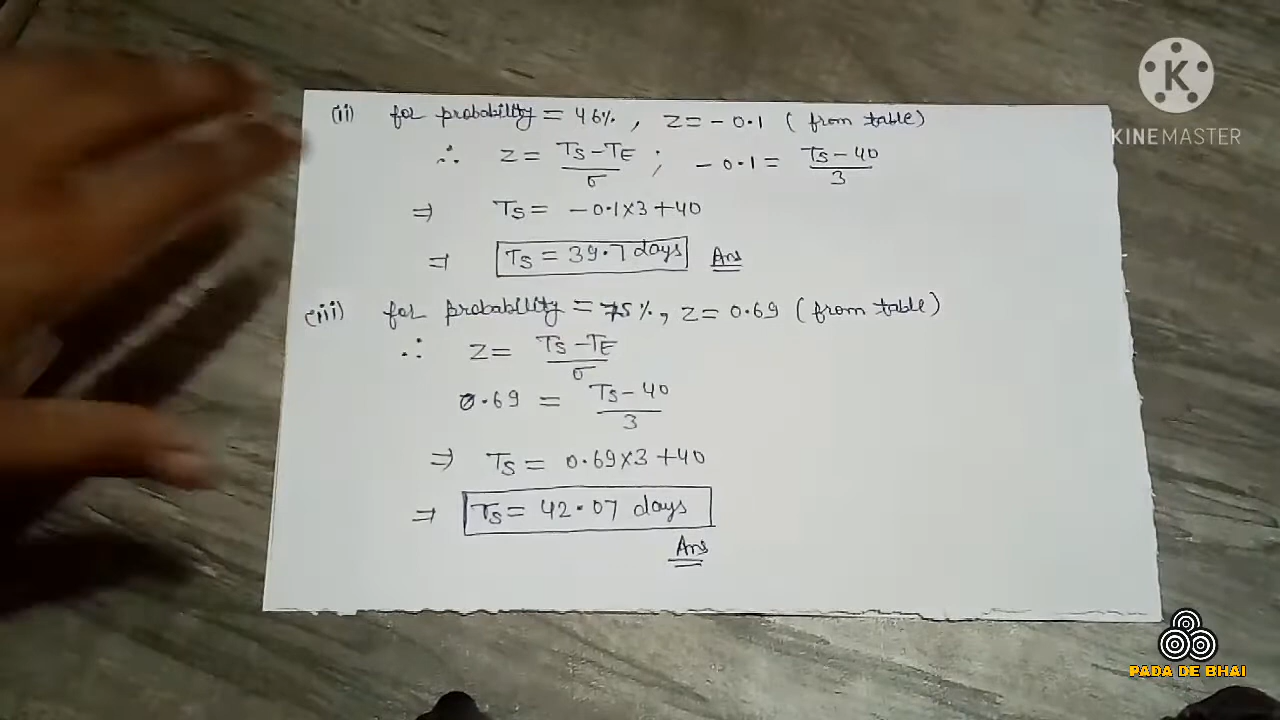 (ii) for probability = 46%, Z = -0.1 (from table)
∴ Z = (TS - TE)/σ ; -0.1 = (TS - 40)/3
⇒ TS = -0.1×3+40
⇒ TS = 39.7 days Ans
(iii) for probability = 75%, Z = 0.69 (from table)
∴ Z = (TS - TE)/σ
0.69 = (TS - 40)/3
⇒ TS = 0.69×3+40
⇒ TS = 42.07 days
Ans
K
KINEMASTER
PADA DE BHAI